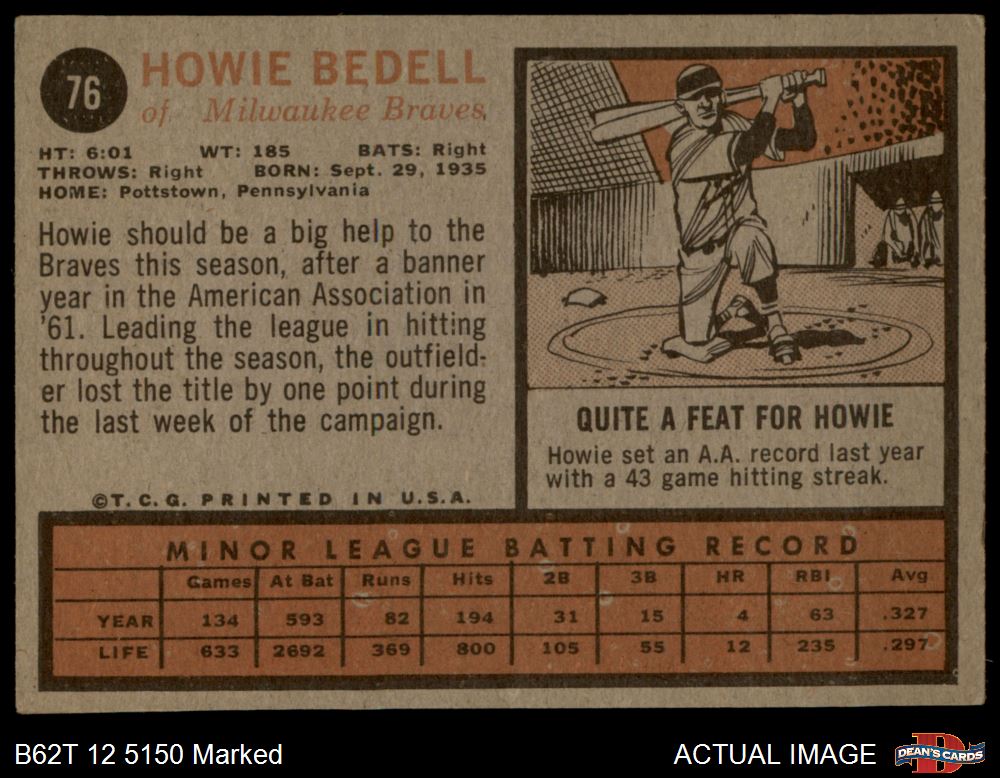 76
HOWIE BEDELL
of. Milwaukee Braves.
HT: 6:01 WT: 185 BATS: Right
THROWS: Right BORN: Sept. 29, 1935
HOME: Pottstown, Pennsylvania
Howie should be a big help to the
Braves this season, after a banner
year in the American Association in
'61. Leading the league in hitting
throughout the season, the outfield-
er lost the title by one point during
the last week of the campaign.
©T.C.G. PRINTED IN U.S.A.
QUITE A FEAT FOR HOWIE
Howie set an A.A. record last year
with a 43 game hitting streak.
MINOR LEAGUE BATTING RECORD
Games At Bat Runs Hits 2B 3B HR RBI Avg
YEAR 134 593 82 194 31 15 4 63 .327
LIFE 633 2692 369 800 105 55 12 235 .297
B62T 12 5150 Marked
ACTUAL IMAGE
DEAN'S CARDS